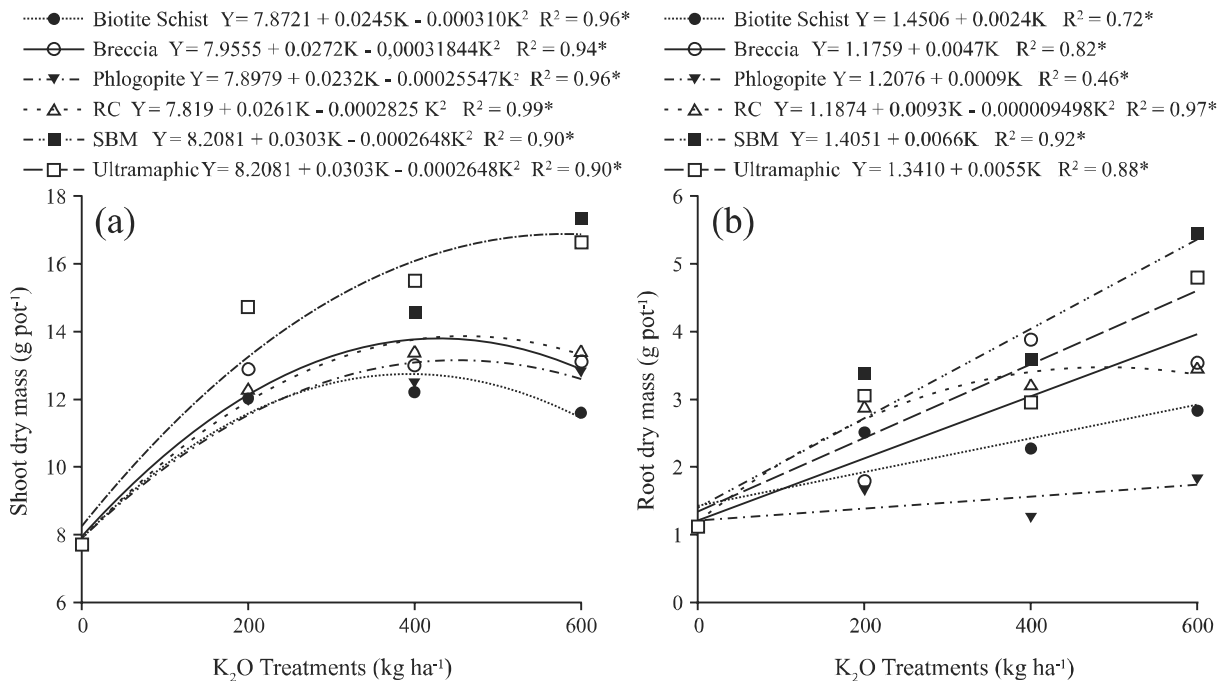 Biotite Schist Y= 7.8721 + 0.0245K - 0.000310K² R² = 0.96*
Breccia Y= 7.9555 + 0.0272K - 0,00031844K² R² = 0.94*
Phlogopite Y= 7.8979 + 0.0232K - 0.00025547K² R² = 0.96*
RC Y= 7.819 + 0.0261K - 0.0002825 K² R² = 0.99*
SBM Y= 8.2081 + 0.0303K - 0.0002648K² R² = 0.90*
Ultramaphic Y= 8.2081 + 0.0303K - 0.0002648K² R² = 0.90*
18
(a)
16
14
12
10
8
6
Shoot dry mass (g pot⁻¹)
0 200 400 600
K₂O Treatments (kg ha⁻¹)
Biotite Schist Y= 1.4506 + 0.0024K R² = 0.72*
Breccia Y= 1.1759 + 0.0047K R² = 0.82*
Phlogopite Y= 1.2076 + 0.0009K R² = 0.46*
RC Y= 1.1874 + 0.0093K - 0.000009498K² R² = 0.97*
SBM Y= 1.4051 + 0.0066K R² = 0.92*
Ultramaphic Y= 1.3410 + 0.0055K R² = 0.88*
6
(b)
5
4
3
2
1
0
Root dry mass (g pot⁻¹)
0 200 400 600
K₂O Treatments (kg ha⁻¹)